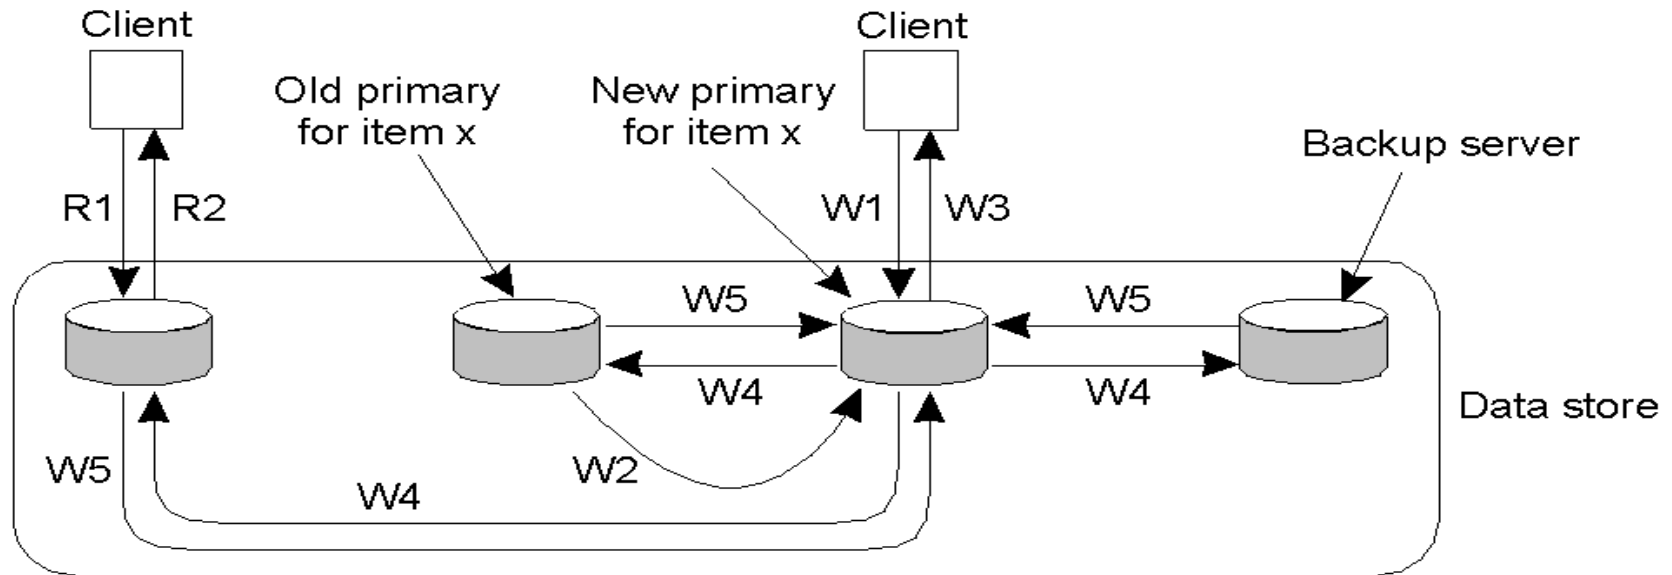 Client
Client
Old primary
for item x
New primary
for item x
Backup server
R1
R2
W1
W3
W5
W5
W4
W4
Data store
W5
W2
W4